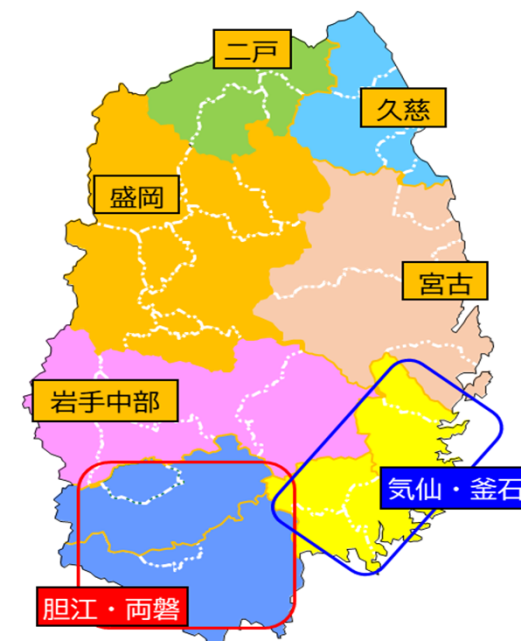 二戸
久慈
盛岡
宮古
岩手中部
気仙・釜石
胆江・両磐